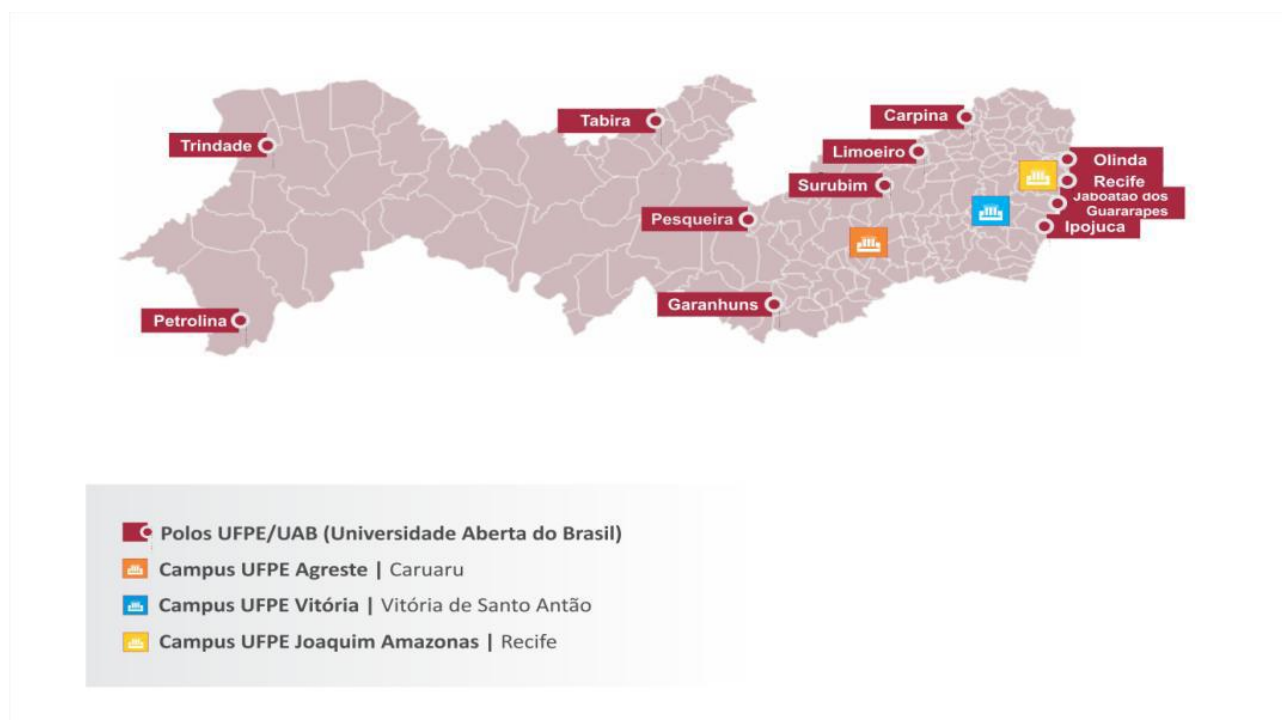 Carpina
Tabira
Trindade
Limoeiro
Olinda
Recife
Surubim
Jaboatão dos
Guararapes
Pesqueira
Ipojuca
Garanhuns
Petrolina
Polos UFPE/UAB (Universidade Aberta do Brasil)
Campus UFPE Agreste | Caruaru
Campus UFPE Vitória | Vitória de Santo Antão
Campus UFPE Joaquim Amazonas | Recife